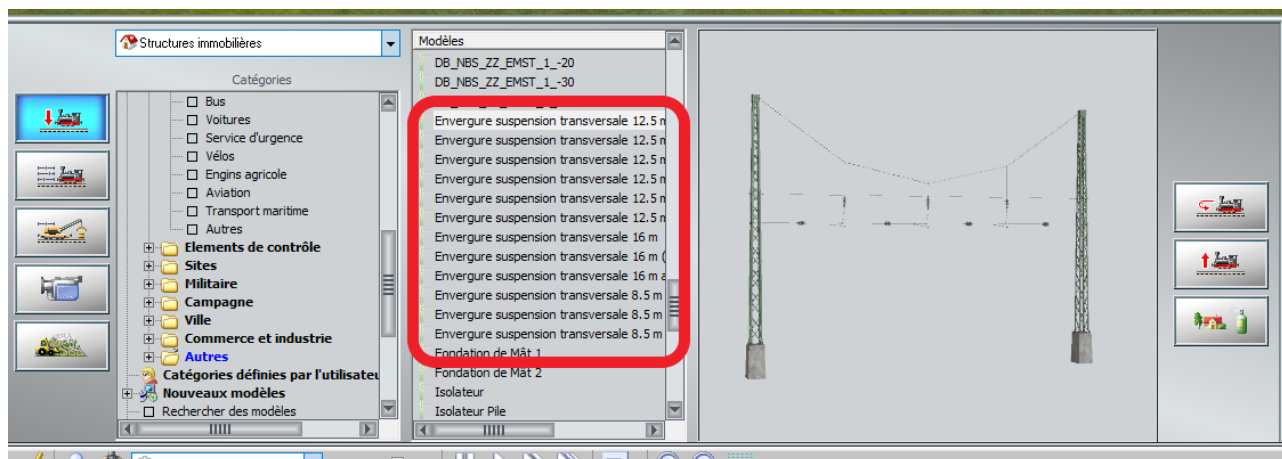 Structures immobilières
Catégories
Bus
Voitures
Service d'urgence
Vélos
Engins agricole
Aviation
Transport maritime
Autres
Elements de contrôle
Sites
Militaire
Campagne
Ville
Commerce et industrie
Autres
Catégories définies par l'utilisateu
Nouveaux modèles
Rechercher des modèles
Modèles
DB_NBS_ZZ_EMST_1_-20
DB_NBS_ZZ_EMST_1_-30
Envergure suspension transversale 12.5 m
Envergure suspension transversale 12.5 m
Envergure suspension transversale 12.5 m
Envergure suspension transversale 12.5 m
Envergure suspension transversale 12.5 m
Envergure suspension transversale 12.5 m
Envergure suspension transversale 16 m
Envergure suspension transversale 16 m (
Envergure suspension transversale 16 m a
Envergure suspension transversale 8.5 m
Envergure suspension transversale 8.5 m
Envergure suspension transversale 8.5 m
Fondation de Mât 1
Fondation de Mât 2
Isolateur
Isolateur Pile